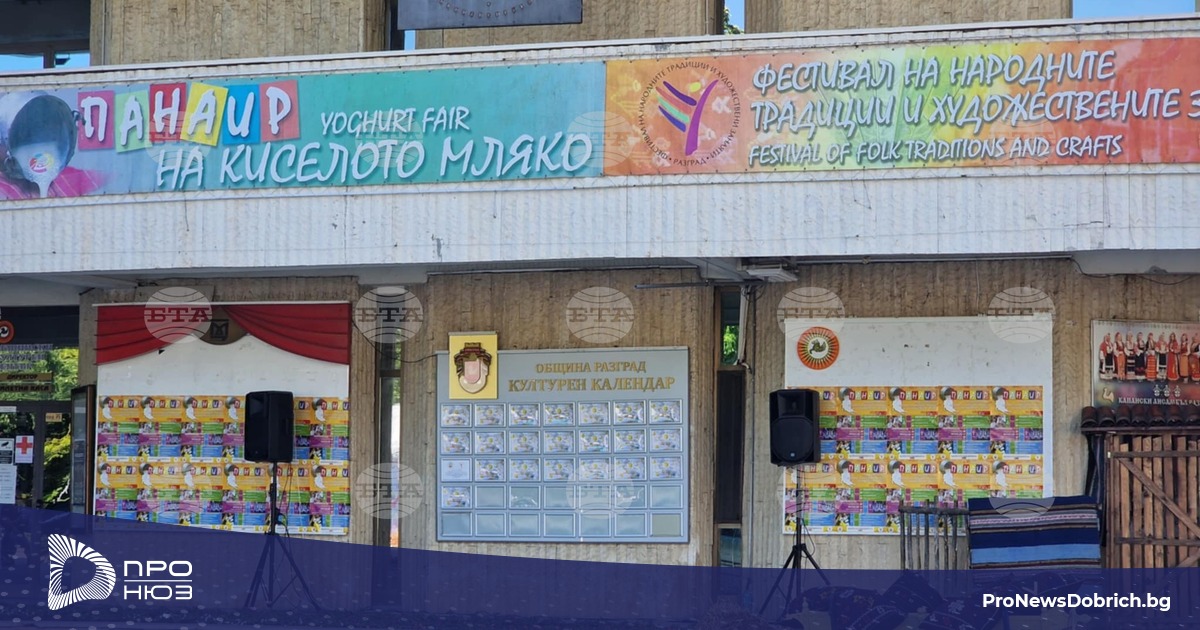 ПАНАИР
YOGHURT FAIR
НА КИСЕЛОТО МЛЯКО
ФЕСТИВАЛ НА НАРОДНИТЕ
ТРАДИЦИИ И ХУДОЖЕСТВЕНИТЕ З
FESTIVAL OF FOLK TRADITIONS AND CRAFTS
БТА
ОБЩИНА РАЗГРАД
КУЛТУРЕН КАЛЕНДАР
ПРО
НЮЗ
ProNewsDobrich.bg